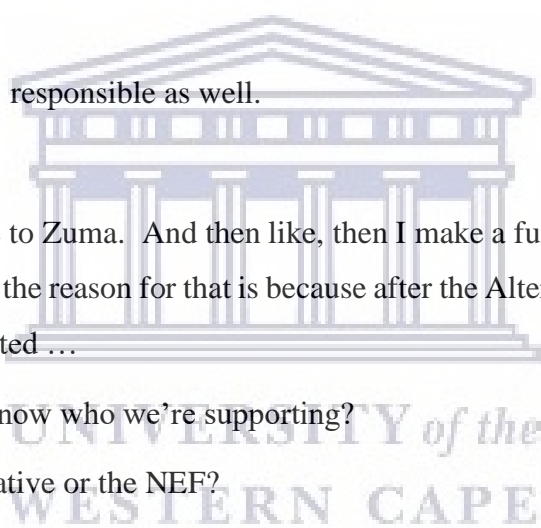 responsible as well.
to Zuma. And then like, then I make a fu
the reason for that is because after the Alter
ted …
now who we're supporting?
UNIVERSITY of the
ative or the NEF?
WESTERN CAPE